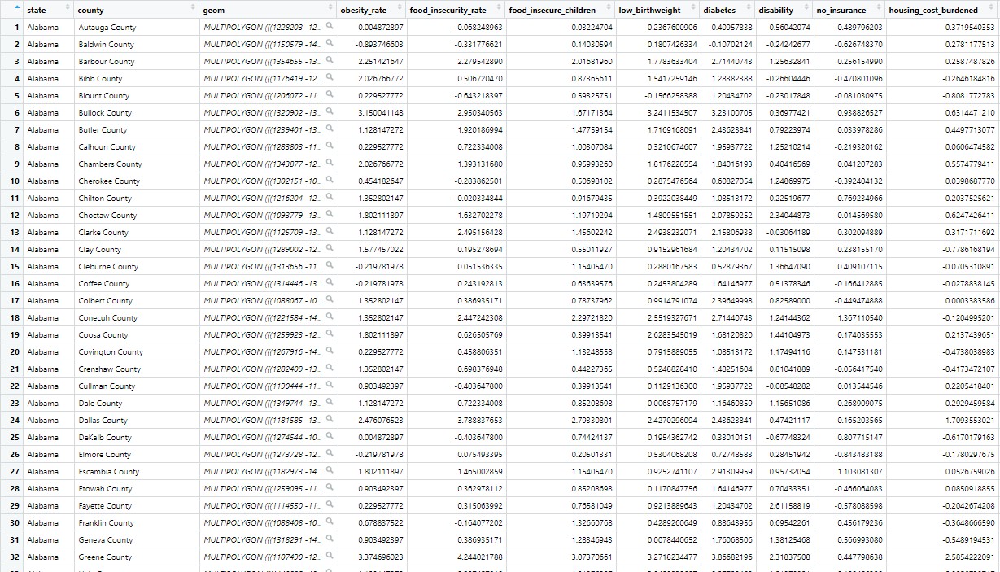 state county geom obesity_rate food_insecurity_rate food_insecure_children low_birthweight diabetes disability no_insurance housing_cost_burdened
1 Alabama Autauga County MULTIPOLYGON (((1228203 -12... 0.004872897 -0.068248963 -0.03224704 0.2367600906 0.40957838 0.56042074 -0.489796203 0.3719540353
2 Alabama Baldwin County MULTIPOLYGON (((1150579 -14... -0.893746603 -0.331776621 0.14030594 0.1807426334 -0.10702124 -0.24242677 -0.626748370 0.2781177513
3 Alabama Barbour County MULTIPOLYGON (((1354655 -13... 2.251421647 2.279542890 2.01681960 1.7783633404 2.71440743 1.25632841 0.256154990 0.2587487826
4 Alabama Bibb County MULTIPOLYGON (((1176419 -12... 2.026766772 0.506720470 0.87365611 1.5417259146 1.28382388 -0.26604446 -0.470801096 -0.2646184816
5 Alabama Blount County MULTIPOLYGON (((1206072 -11... 0.229527772 -0.643218397 0.59325751 -0.1566258388 1.20434702 -0.23017848 -0.081030975 -0.8081772783
6 Alabama Bullock County MULTIPOLYGON (((1320902 -13... 3.150041148 2.950340563 1.67171364 3.2411534507 3.23100705 0.36977421 0.938826527 0.6314471210
7 Alabama Butler County MULTIPOLYGON (((1239401 -13... 1.128147272 1.920186994 1.47759154 1.7169168091 2.43623841 0.79223974 0.033978286 0.4497713077
8 Alabama Calhoun County MULTIPOLYGON (((1283803 -11... 0.229527772 0.722334008 1.00307084 0.3210674607 1.95937722 1.25210214 -0.219320162 0.0606474582
9 Alabama Chambers County MULTIPOLYGON (((1343877 -12... 2.026766772 1.393131680 0.95993260 1.8176228554 1.84016193 0.40416569 0.041207283 0.5574779411
10 Alabama Cherokee County MULTIPOLYGON (((1302151 -10... 0.454182647 -0.283862501 0.50698102 0.2875476564 0.60827054 1.24869975 -0.392404132 0.0398687770
11 Alabama Chilton County MULTIPOLYGON (((1216204 -12... 1.352802147 -0.020334844 0.91679435 0.3922038449 1.08513172 0.22519677 0.769234966 0.2037525621
12 Alabama Choctaw County MULTIPOLYGON (((1093779 -13... 1.802111897 1.632702278 1.19719294 1.4809551551 2.07859252 2.34044873 -0.014569580 -0.6247426411
13 Alabama Clarke County MULTIPOLYGON (((1125709 -13... 1.128147272 2.495156428 1.45602242 2.4938232071 2.15806938 -0.03064189 0.302094889 0.3171711692
14 Alabama Clay County MULTIPOLYGON (((1289002 -12... 1.577457022 0.195278694 0.55011927 0.9152961684 1.20434702 0.11515098 0.238155170 -0.7786168194
15 Alabama Cleburne County MULTIPOLYGON (((1313656 -11... -0.219781978 0.051536335 1.15405470 0.2880167583 0.52879367 1.36647090 0.409107115 -0.0705310891
16 Alabama Coffee County MULTIPOLYGON (((1314446 -13... -0.219781978 0.243192813 0.63639576 0.2453804289 1.64146977 0.51378346 -0.166412885 -0.0278838145
17 Alabama Colbert County MULTIPOLYGON (((1088067 -10... 1.352802147 0.386935171 0.78737962 0.9914791074 2.39649998 0.82589000 -0.449474888 0.0003383586
18 Alabama Conecuh County MULTIPOLYGON (((1221584 -14... 1.352802147 2.447242308 2.29721820 2.5519327671 2.71440743 1.24144362 1.367110540 -0.1204995201
19 Alabama Coosa County MULTIPOLYGON (((1259923 -12... 1.802111897 0.626505769 0.39913541 2.6283545019 1.68120820 1.44104973 0.174035553 0.2137439651
20 Alabama Covington County MULTIPOLYGON (((1267916 -14... 0.229527772 0.458806351 1.13248558 0.7915889055 1.08513172 1.17494116 0.147531181 -0.4738038983
21 Alabama Crenshaw County MULTIPOLYGON (((1282409 -13... 1.352802147 0.698376948 0.44227365 0.5248828410 1.48251604 0.81041889 -0.056417540 -0.4173472107
22 Alabama Cullman County MULTIPOLYGON (((1190444 -11... 0.903492397 -0.403647800 0.39913541 0.1129136300 1.95937722 -0.08548282 0.013544546 0.2205418401
23 Alabama Dale County MULTIPOLYGON (((1349744 -13... 1.128147272 0.722334008 0.85208698 0.0068757179 1.16460859 1.15651086 0.268909075 0.2929459584
24 Alabama Dallas County MULTIPOLYGON (((1181585 -13... 2.476076523 3.788837653 2.79330801 2.4270296094 2.43623841 0.47421117 0.165203565 1.7093553021
25 Alabama DeKalb County MULTIPOLYGON (((1274544 -10... 0.004872897 -0.403647800 0.74424137 0.1954362742 0.33010151 -0.67748324 0.807715147 -0.6170179163
26 Alabama Elmore County MULTIPOLYGON (((1273728 -12... -0.219781978 0.075493395 0.20501331 0.5304068208 0.72748583 0.28451942 -0.843483188 -0.1780297675
27 Alabama Escambia County MULTIPOLYGON (((1182973 -14... 1.802111897 1.465002859 1.15405470 0.9252741107 2.91309959 0.95732054 1.103081307 0.0526759026
28 Alabama Etowah County MULTIPOLYGON (((1259095 -11... 0.903492397 0.362978112 0.85208698 0.1170847756 1.64146977 0.70433351 -0.466064083 0.0850918855
29 Alabama Fayette County MULTIPOLYGON (((1114550 -11... 0.229527772 0.315063992 0.76581049 0.9213889643 1.20434702 2.61158819 -0.578088598 -0.2042674208
30 Alabama Franklin County MULTIPOLYGON (((1088408 -10... 0.678837522 -0.164077202 1.32660768 0.4289260649 0.88643956 0.69542261 0.456179236 -0.3648666590
31 Alabama Geneva County MULTIPOLYGON (((1318291 -14... 0.903492397 0.386935171 1.28346943 0.0078440652 1.76068506 1.38125468 0.566993080 -0.5489194531
32 Alabama Greene County MULTIPOLYGON (((1107490 -12... 3.374696023 4.244021788 3.07370661 3.2718234477 3.86682196 2.31837508 0.447798638 2.5854222091